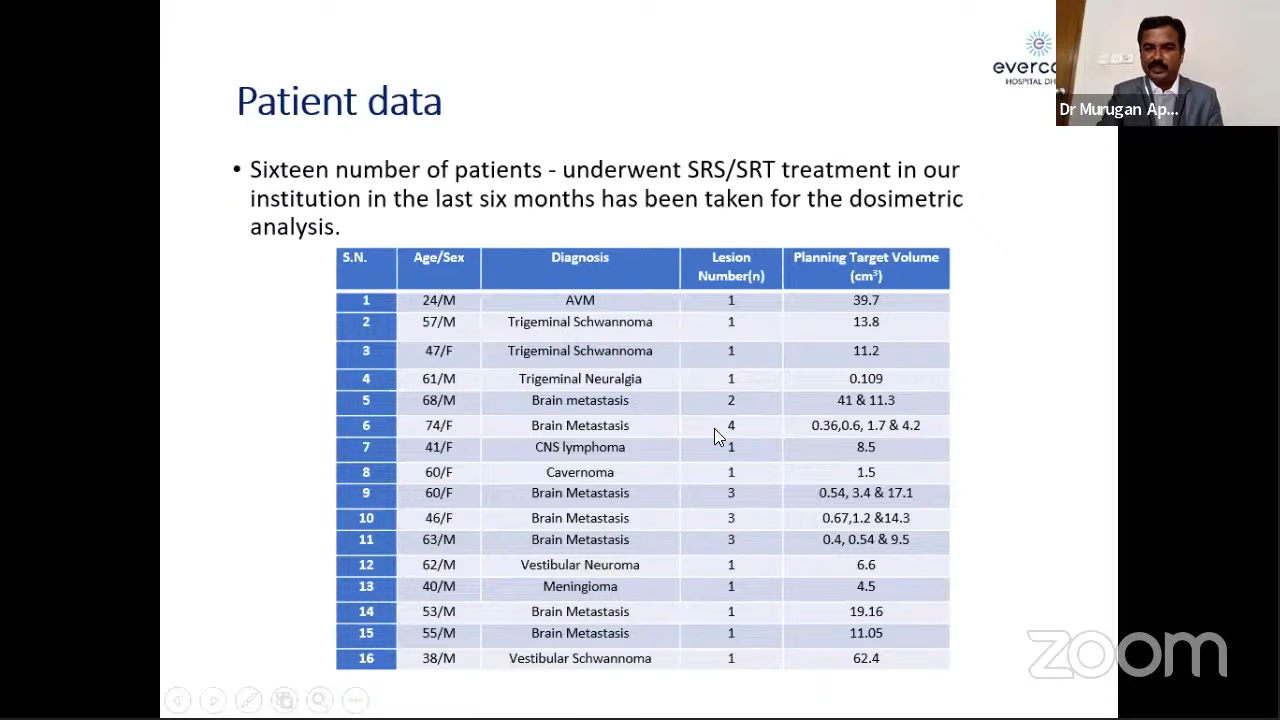 Patient data
• Sixteen number of patients - underwent SRS/SRT treatment in our
institution in the last six months has been taken for the dosimetric
analysis.
S.N. Age/Sex Diagnosis Lesion Number(n) Planning Target Volume (cm³)
1 24/M AVM 1 39.7
2 57/M Trigeminal Schwannoma 1 13.8
3 47/F Trigeminal Schwannoma 1 11.2
4 61/M Trigeminal Neuralgia 1 0.109
5 68/M Brain metastasis 2 41 & 11.3
6 74/F Brain Metastasis 4 0.36,0.6, 1.7 & 4.2
7 41/F CNS lymphoma 1 8.5
8 60/F Cavernoma 1 1.5
9 60/F Brain Metastasis 3 0.54, 3.4 & 17.1
10 46/F Brain Metastasis 3 0.67,1.2 &14.3
11 63/M Brain Metastasis 3 0.4, 0.54 & 9.5
12 62/M Vestibular Neuroma 1 6.6
13 40/M Meningioma 1 4.5
14 53/M Brain Metastasis 1 19.16
15 55/M Brain Metastasis 1 11.05
16 38/M Vestibular Schwannoma 1 62.4
everc
HOSPITAL DH
Dr Murugan Ap...
zoom